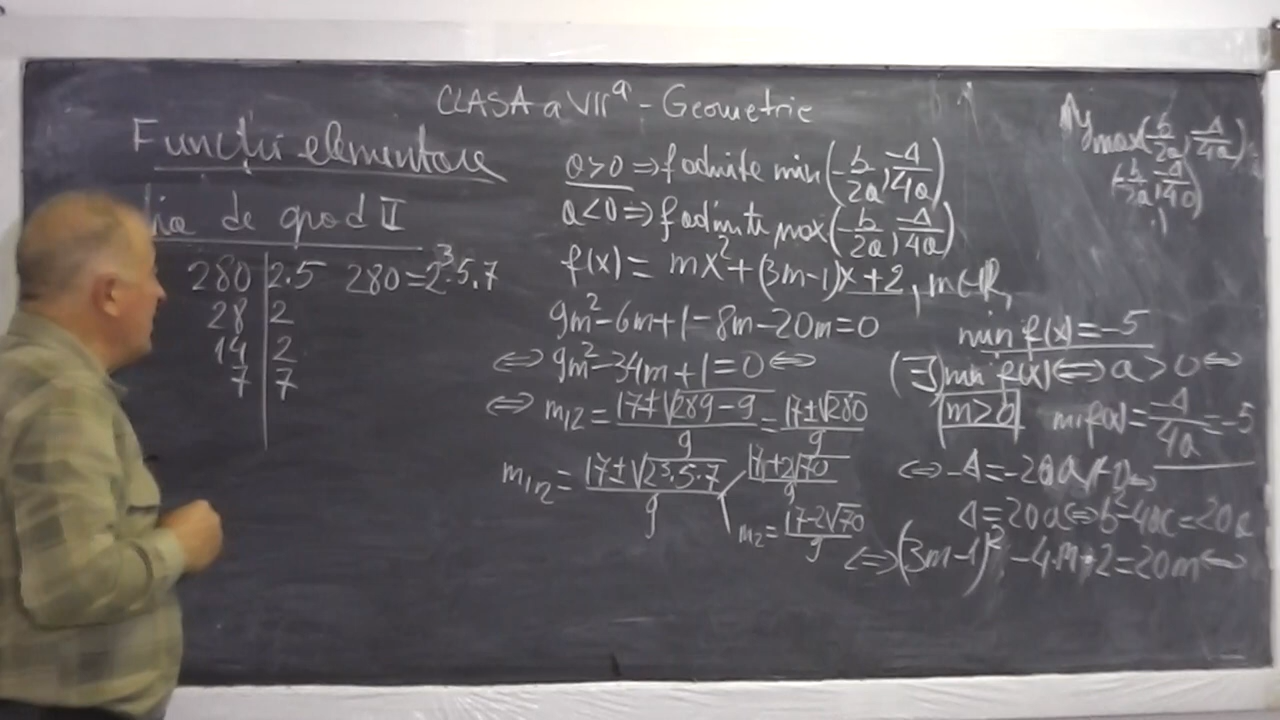 CLASA a VII a - Geometrie
Funcții elementare
de grad II
280 | 2·5 280 = 2³·5·7
28 | 2
14 | 2
7 | 7
a > 0 ⇒ f admite min (-b/2a, -Δ/4a)
a < 0 ⇒ f admite max (-b/2a, -Δ/4a)
f(x) = mx² + (3m-1)x + 2, m∈R,
9m² - 6m + 1 - 8m - 20m = 0
⇔ 9m² - 34m + 1 = 0 ⇔
⇔ m12 = 17±√289-9 / 9 = 17±√280 / 9
m1,2 = 17±√2³·5·7 / 9
17+2√70 / 9
m2 = 17-2√70 / 9
max (-b/2a, -Δ/4a)
(-b/2a, -Δ/4a)
min f(x) = -5
(∃) min f(x) ⇔ a > 0 ⇔
m > 0 min f(x) = -Δ/4a = -5
⇔ -Δ = -20a
Δ = 20a ⇔ b² - 4ac = 20a
⇔ (3m-1)² - 4·m·2 = 20m ⇔